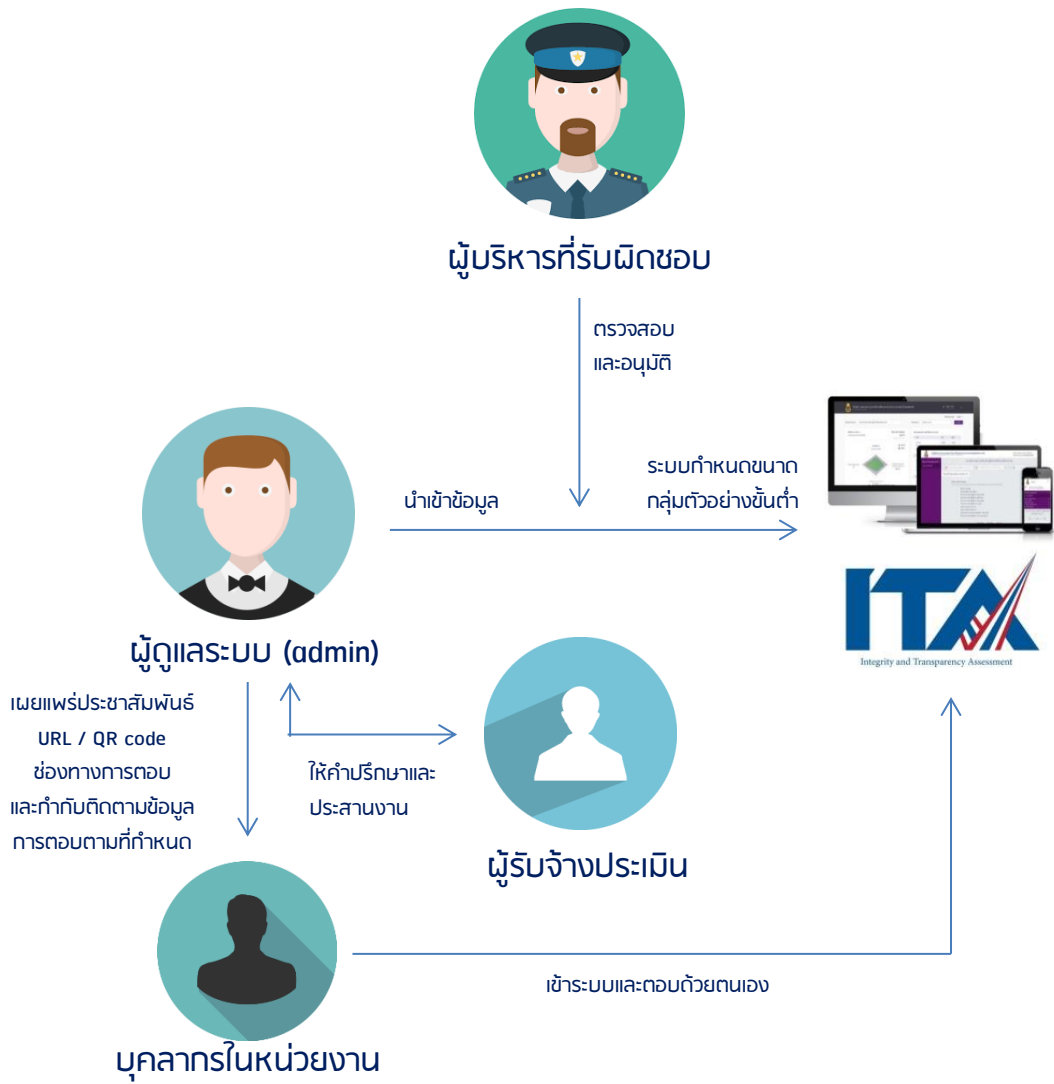 ผู้บริหารที่รับผิดชอบ
ตรวจสอบ
และอนุมัติ
นำเข้าข้อมูล
ระบบกำหนดขนาด
กลุ่มตัวอย่างขั้นต่ำ
ITA
Integrity and Transparency Assessment
ผู้ดูแลระบบ (admin)
เผยแพร่ประชาสัมพันธ์
URL / QR code
ช่องทางการตอบ
และกำกับติดตามข้อมูล
การตอบตามที่กำหนด
ให้คำปรึกษาและ
ประสานงาน
ผู้รับจ้างประเมิน
เข้าระบบและตอบด้วยตนเอง
บุคลากรในหน่วยงาน